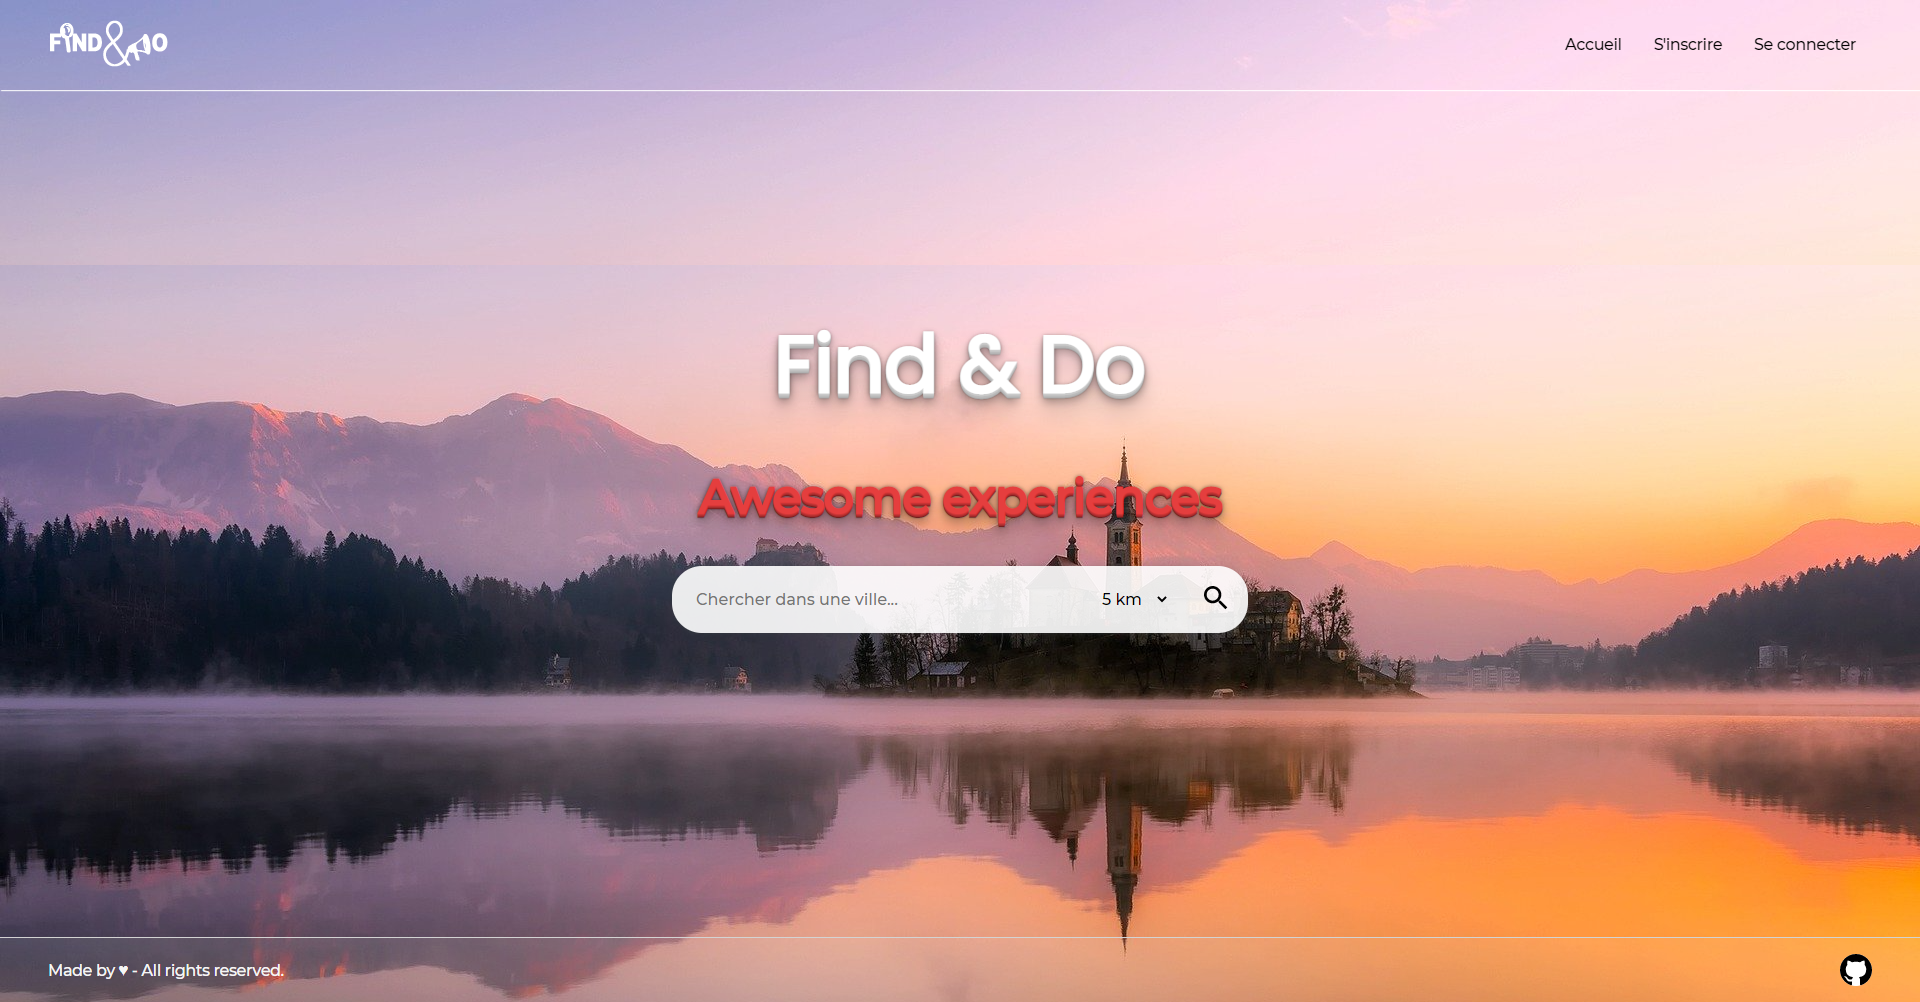 FIND & DO
Accueil S'inscrire Se connecter
Find & Do
Awesome experiences
Chercher dans une ville... 5 km
Made by ♥ - All rights reserved.